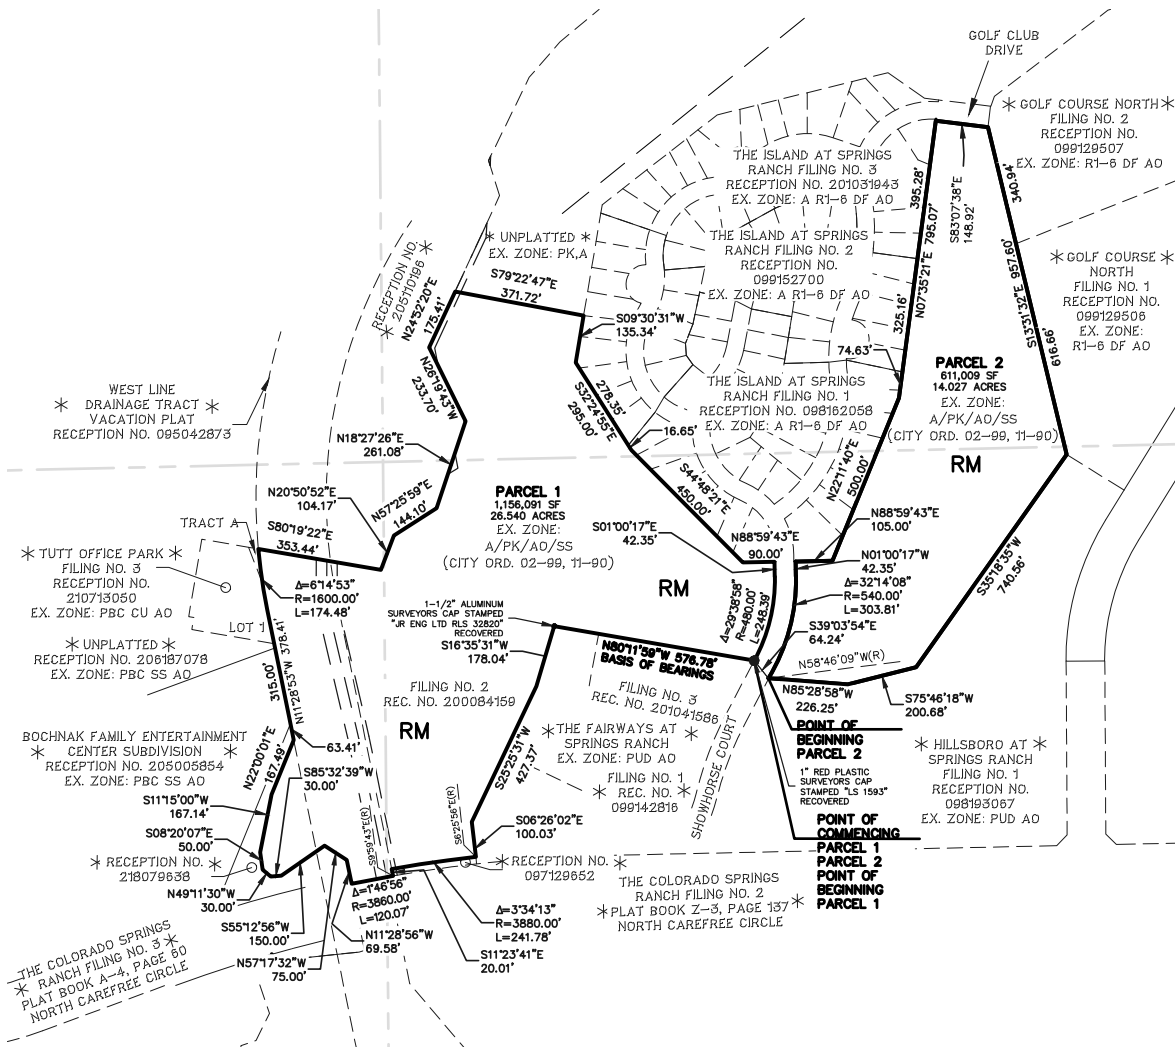 GOLF CLUB
DRIVE
✳ GOLF COURSE NORTH ✳
FILING NO. 2
RECEPTION NO.
099129507
EX. ZONE: R1-6 DF AO
THE ISLAND AT SPRINGS
RANCH FILING NO. 3
RECEPTION NO. 201031943
EX. ZONE: A R1-6 DF AO
395.28'
340.94'
S83°07'38"E
148.92'
N07°35'21"E 795.07'
S13°31'32"E 957.60'
✳ UNPLATTED ✳
EX. ZONE: PK,A
THE ISLAND AT SPRINGS
RANCH FILING NO. 2
RECEPTION NO.
099152700
EX. ZONE: A R1-6 DF AO
✳ GOLF COURSE ✳
NORTH
FILING NO. 1
RECEPTION NO.
099129506
EX. ZONE:
R1-6 DF AO
RECEPTION NO.
✳ 205110196 ✳
N24°52'20"E
175.41'
S79°22'47"E
371.72'
S09°30'31"W
135.34'
325.16'
616.66'
74.63'
PARCEL 2
611,009 SF
14.027 ACRES
EX. ZONE:
A/PK/AO/SS
(CITY ORD. 02-99, 11-90)
RM
N26°19'43"W
233.70'
278.35'
S32°24'55"E
295.00'
THE ISLAND AT SPRINGS
RANCH FILING NO. 1
RECEPTION NO. 098162058
EX. ZONE: A R1-6 DF AO
16.65'
WEST LINE
✳ DRAINAGE TRACT ✳
VACATION PLAT
RECEPTION NO. 095042873
N18°27'26"E
261.08'
N22°11'40"E
500.00'
S44°48'21"E
450.00'
N20°50'52"E
104.17'
N57°25'59"E
144.10'
PARCEL 1
1,156,091 SF
26.540 ACRES
EX. ZONE:
A/PK/AO/SS
(CITY ORD. 02-99, 11-90)
RM
TRACT A
S80°19'22"E
353.44'
S01°00'17"E
42.35'
N88°59'43"E
90.00'
N88°59'43"E
105.00'
N01°00'17"W
42.35'
Δ=32°14'08"
R=540.00'
L=303.81'
S35°18'35"W
740.56'
✳ TUTT OFFICE PARK ✳
FILING NO. 3
RECEPTION NO.
210713050
EX. ZONE: PBC CU AO
Δ=6°14'53"
R=1600.00'
L=174.48'
LOT 1
1-1/2" ALUMINUM
SURVEYORS CAP STAMPED
"JR ENG LTD RLS 32820"
RECOVERED
Δ=29°38'58"
R=480.00'
L=248.39'
S39°03'54"E
64.24'
✳ UNPLATTED ✳
RECEPTION NO. 206187078
EX. ZONE: PBC SS AO
S16°35'31"W
178.04'
N80°11'59"W 576.78'
BASIS OF BEARINGS
N58°46'09"W(R)
315.00'
N11°28'53"W 378.41'
FILING NO. 2
REC. NO. 200084159
FILING NO. 3
REC. NO. 201041586
N85°28'58"W
226.25'
S75°46'18"W
200.68'
RM
POINT OF
BEGINNING
PARCEL 2
BOCHNAK FAMILY ENTERTAINMENT
✳ CENTER SUBDIVISION ✳
RECEPTION NO. 205005854
EX. ZONE: PBC SS AO
63.41'
N22°00'01"E
167.49'
S85°32'39"W
30.00'
✳ THE FAIRWAYS AT ✳
SPRINGS RANCH
EX. ZONE: PUD AO
FILING NO. 1
✳ REC. NO. ✳
099142816
S25°25'31"W
427.37'
SHOWHORSE COURT
1" RED PLASTIC
SURVEYORS CAP
STAMPED "LS 1593"
RECOVERED
✳ HILLSBORO AT ✳
SPRINGS RANCH
FILING NO. 1
RECEPTION NO.
098193067
EX. ZONE: PUD AO
S11°15'00"W
167.14'
S08°20'07"E
50.00'
S9°59'43"E(R)
S6°25'56"E(R)
S06°26'02"E
100.03'
POINT OF
COMMENCING
PARCEL 1
PARCEL 2
POINT OF
BEGINNING
PARCEL 1
✳ RECEPTION NO. ✳
218079638
✳ RECEPTION NO. ✳
097129652
N49°11'30"W
30.00'
Δ=1°46'56"
R=3860.00'
L=120.07'
THE COLORADO SPRINGS
RANCH FILING NO. 2
✳ PLAT BOOK Z-3, PAGE 137 ✳
NORTH CAREFREE CIRCLE
S55°12'56"W
150.00'
Δ=3°34'13"
R=3880.00'
L=241.78'
N11°28'56"W
69.58'
N57°17'32"W
75.00'
S11°23'41"E
20.01'
THE COLORADO SPRINGS
✳ RANCH FILING NO. 3 ✳
PLAT BOOK A-4, PAGE 60
NORTH CAREFREE CIRCLE